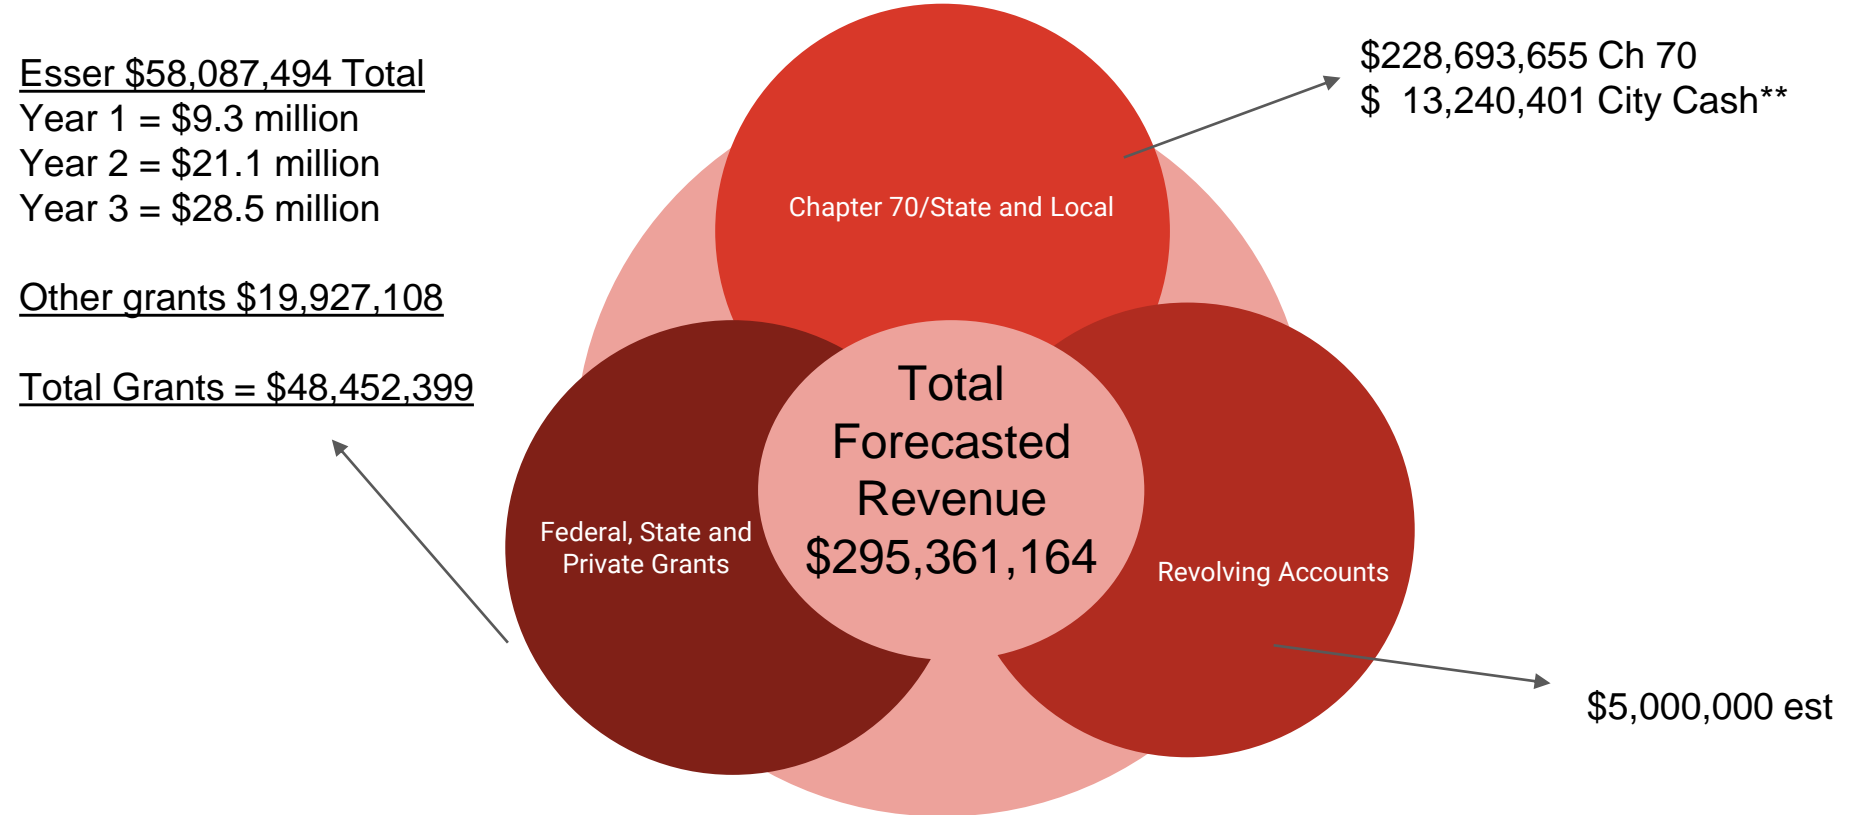 Esser $58,087,494 Total
Year 1 = $9.3 million
Year 2 = $21.1 million
Year 3 = $28.5 million
Other grants $19,927,108
Total Grants = $48,452,399
$228,693,655 Ch 70
$ 13,240,401 City Cash**
Chapter 70/State and Local
Total
Forecasted
Revenue
$295,361,164
Federal, State and
Private Grants
Revolving Accounts
$5,000,000 est